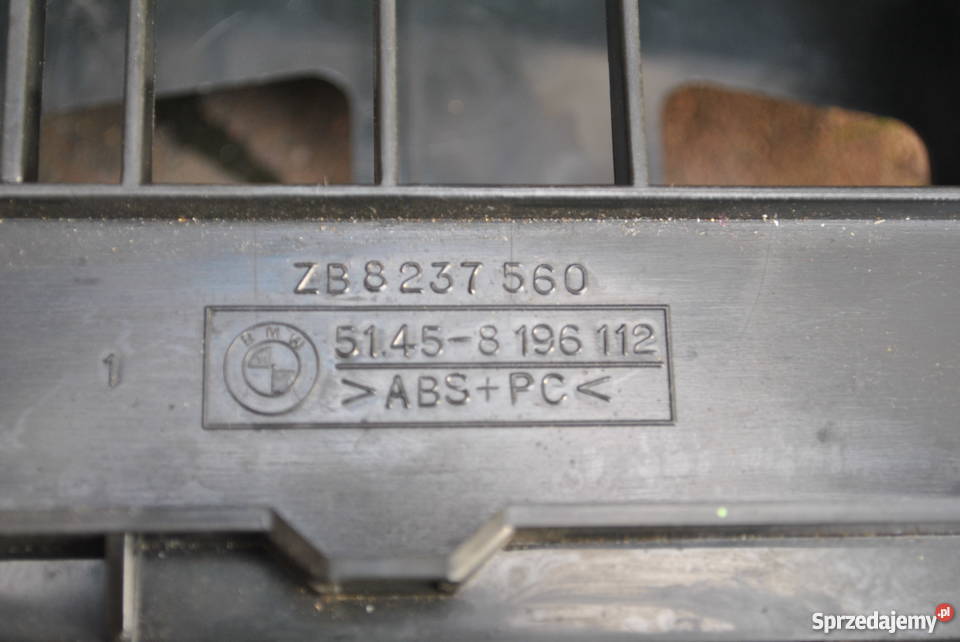 ZB 8 237 560
BMW
51.45-8 196 112
1
>ABS+PC<
Sprzedajemy.pl